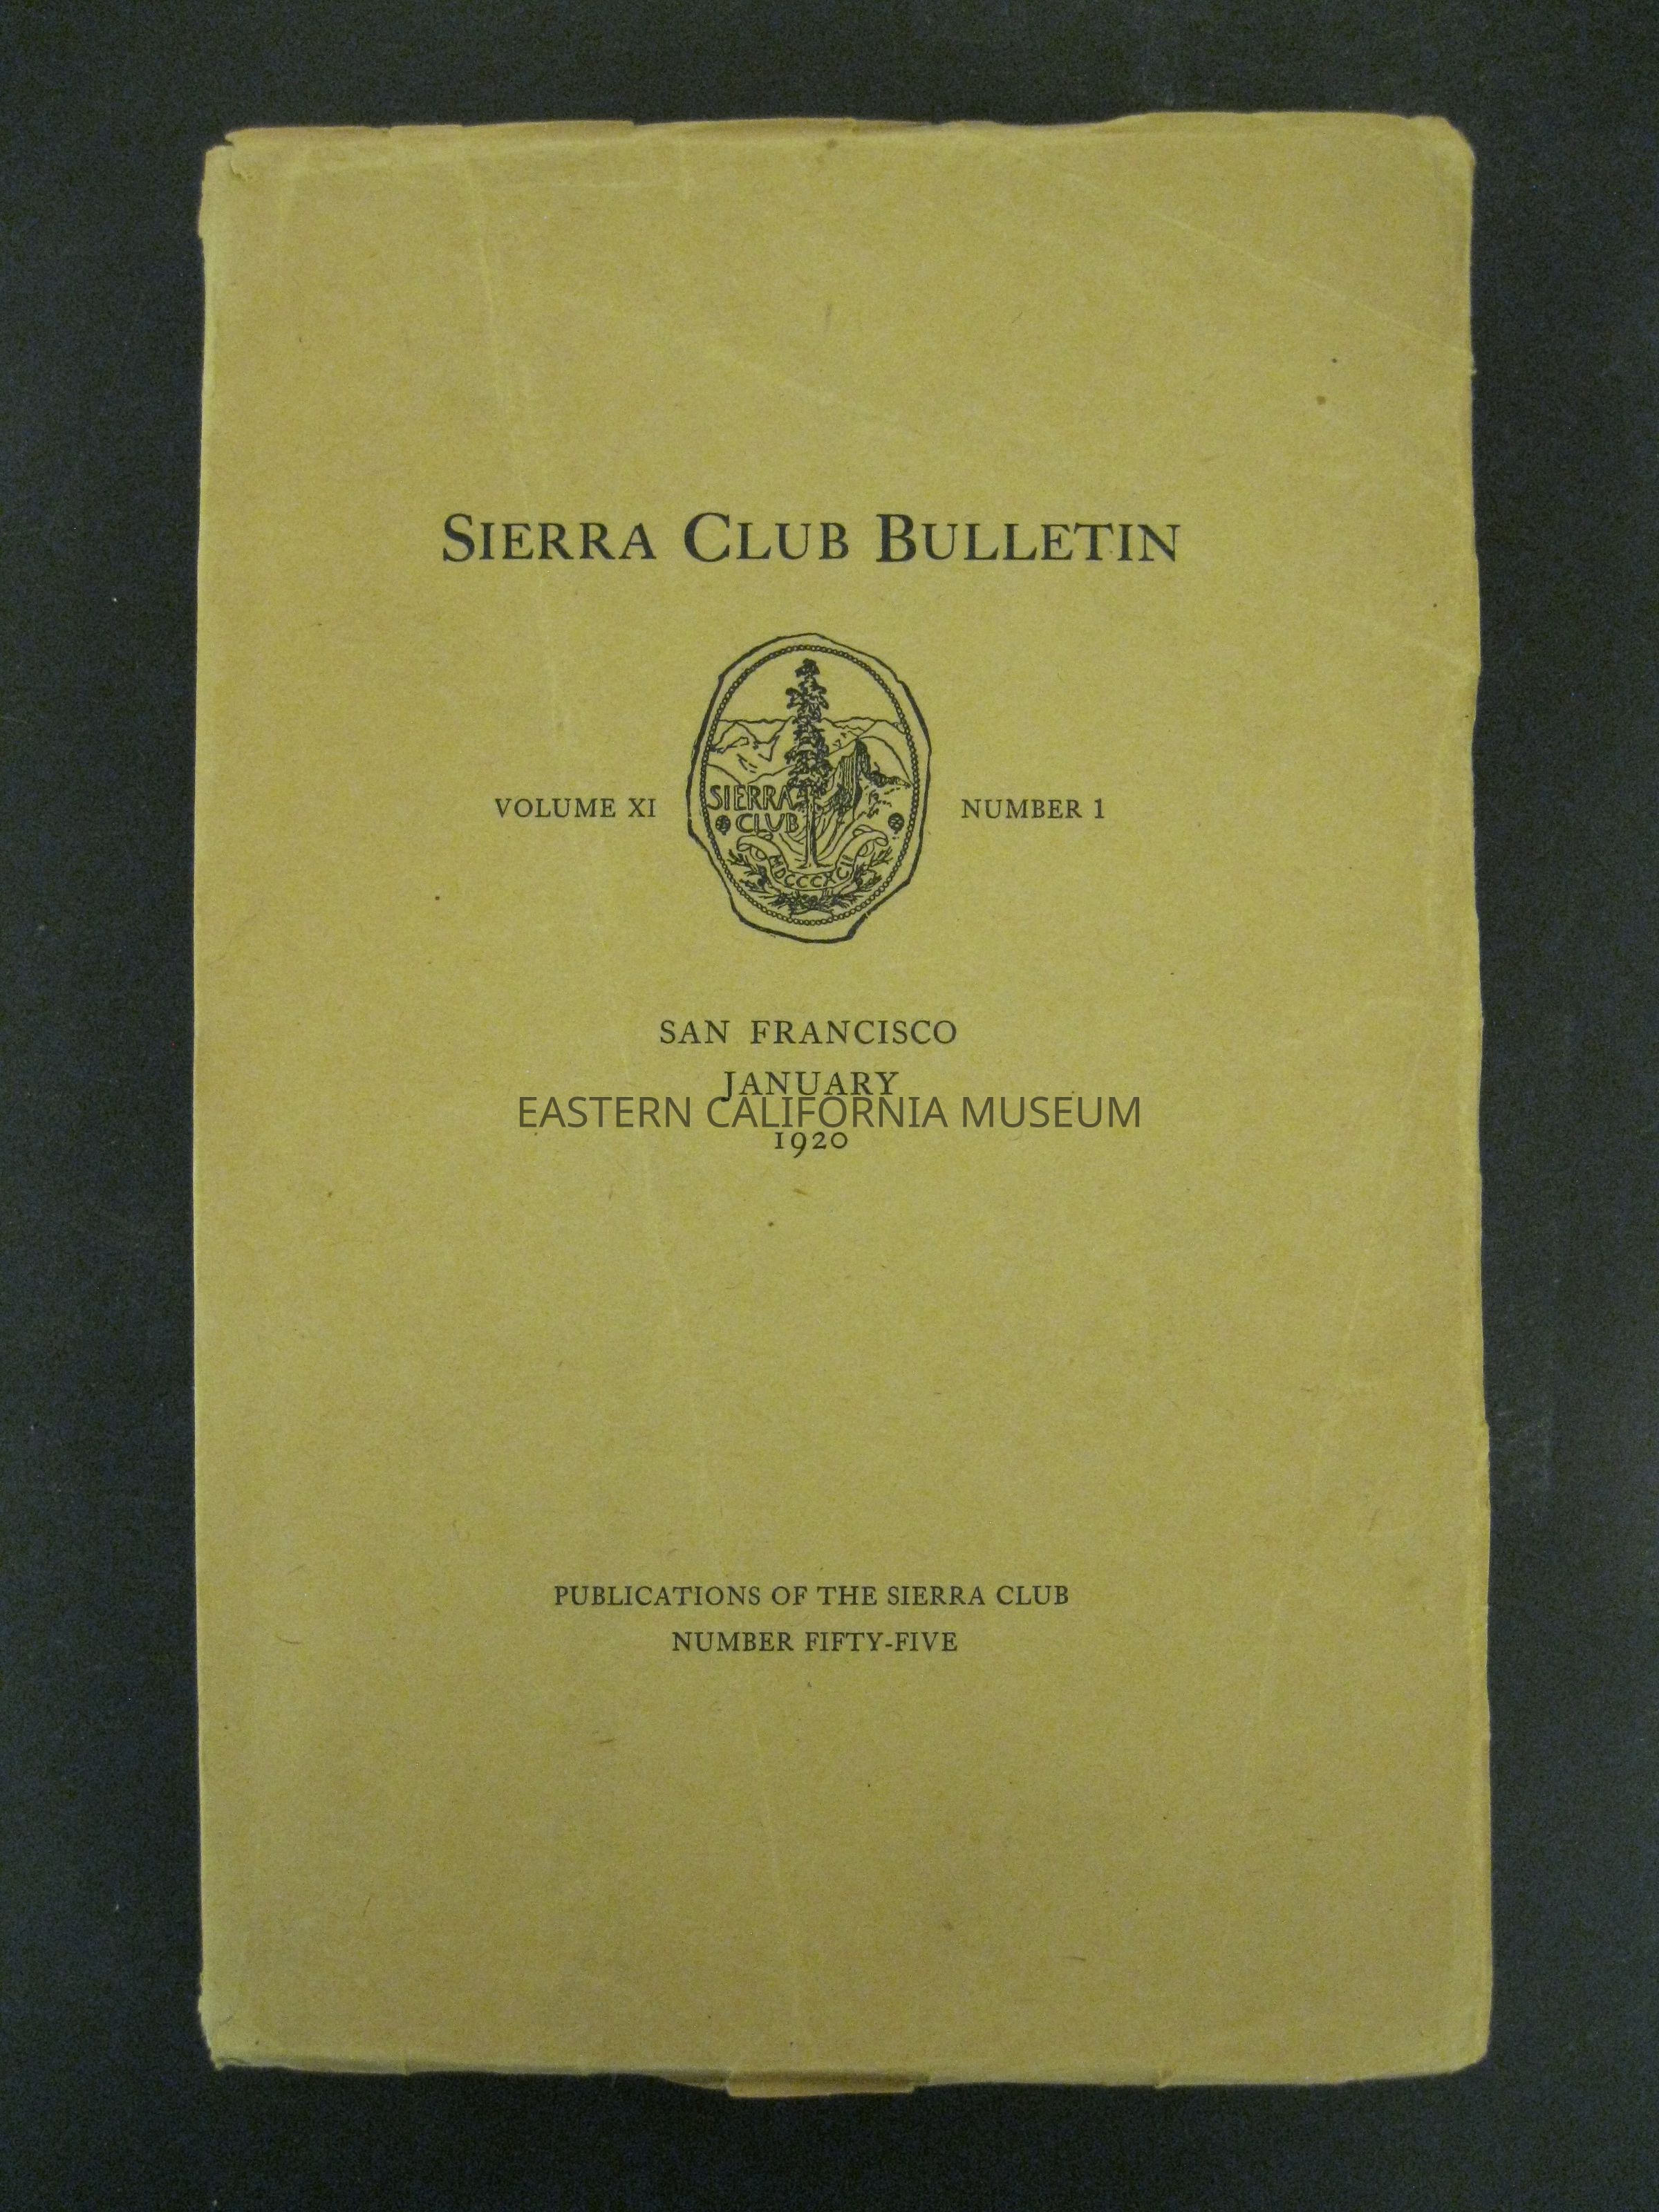 SIERRA CLUB BULLETIN
VOLUME XI
SIERRA
CLUB
MDCCCXCII
NUMBER 1
SAN FRANCISCO
JANUARY
EASTERN CALIFORNIA MUSEUM
1920
PUBLICATIONS OF THE SIERRA CLUB
NUMBER FIFTY-FIVE